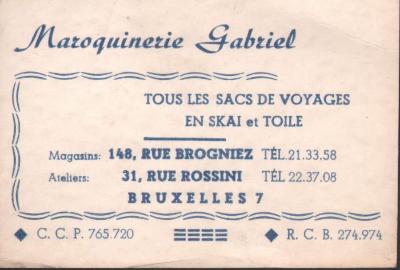 Maroquinerie Gabriel
TOUS LES SACS DE VOYAGES
EN SKAI et TOILE
Magasins: 148, RUE BROGNIEZ TÉL. 21.33.58
Ateliers: 31, RUE ROSSINI TÉL 22.37.08
BRUXELLES 7
C. C. P. 765.720 R. C. B. 274.974